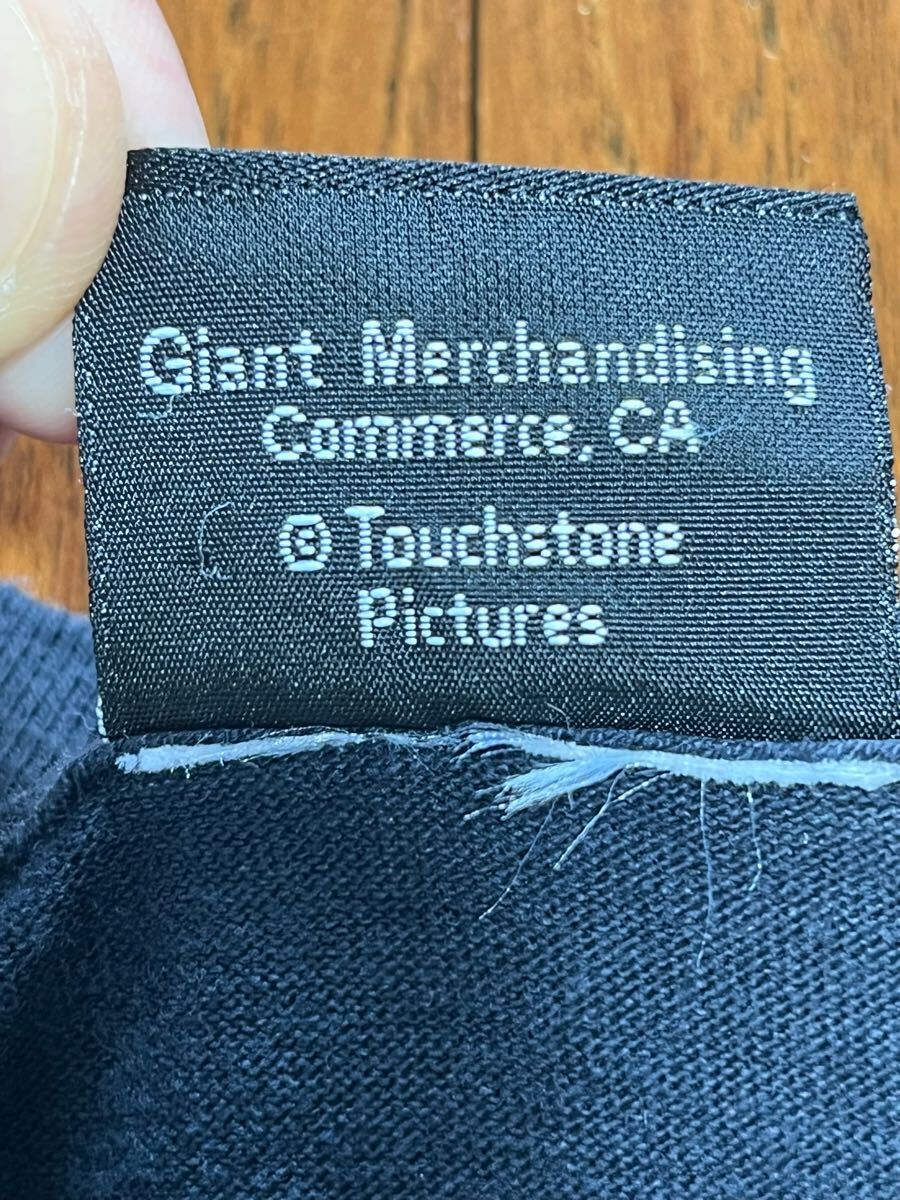 Giant Merchandising
Commerce, CA
© Touchstone
Pictures